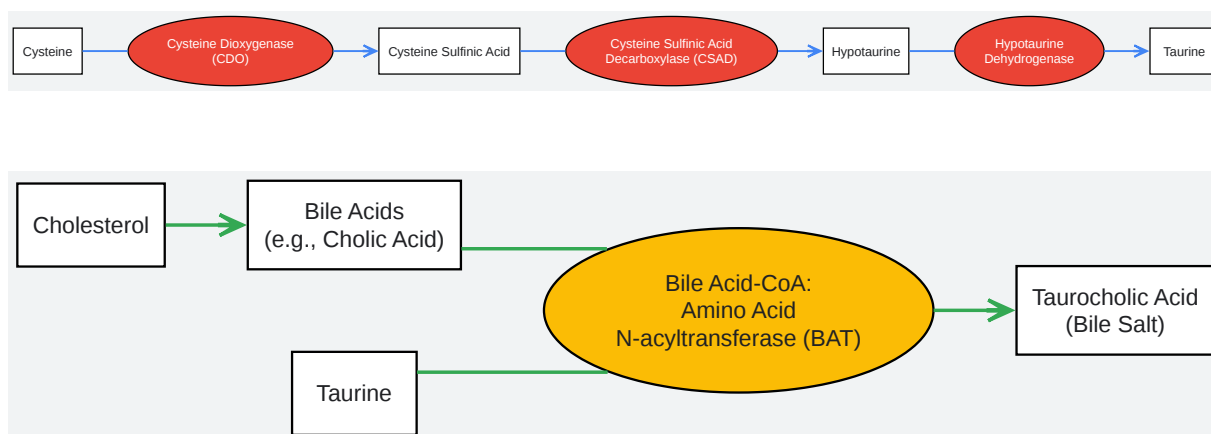 Cysteine
Cysteine Dioxygenase
(CDO)
Cysteine Sulfinic Acid
Cysteine Sulfinic Acid
Decarboxylase (CSAD)
Hypotaurine
Hypotaurine
Dehydrogenase
Taurine
Cholesterol
Bile Acids
(e.g., Cholic Acid)
Bile Acid-CoA:
Amino Acid
N-acyltransferase (BAT)
Taurocholic Acid
(Bile Salt)
Taurine